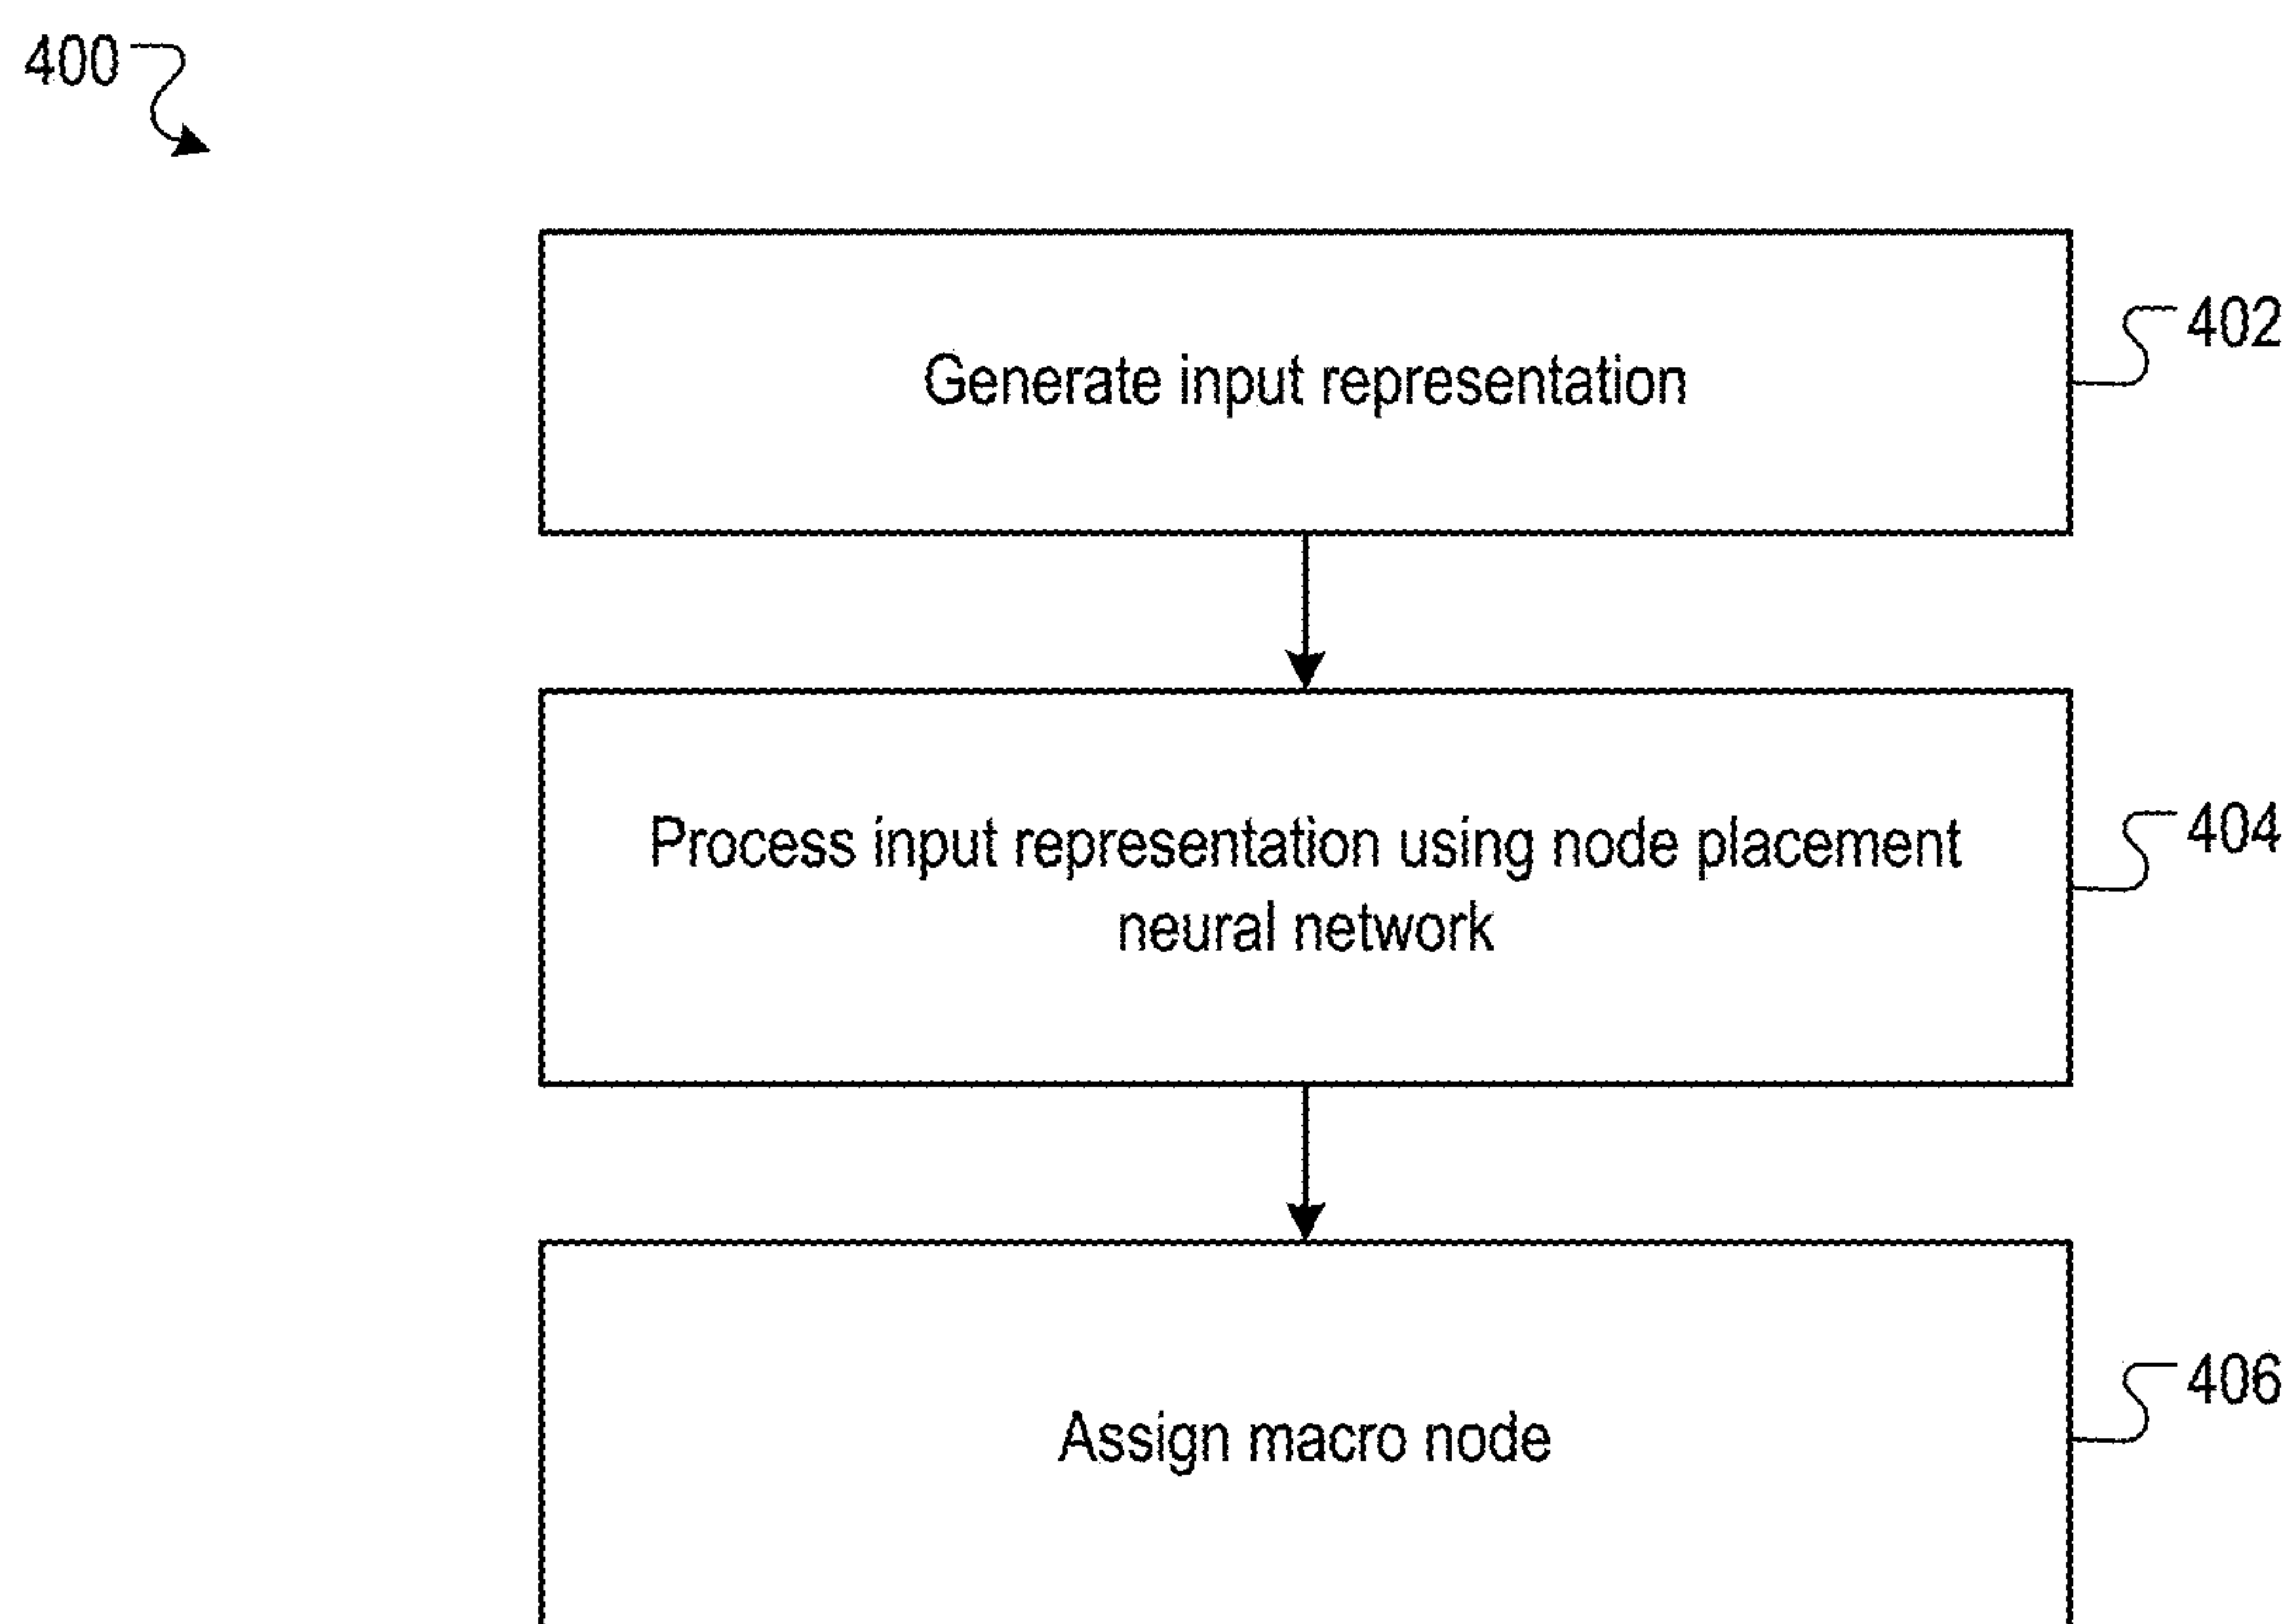 400
402
Generate input representation
404
Process input representation using node placement
neural network
406
Assign macro node